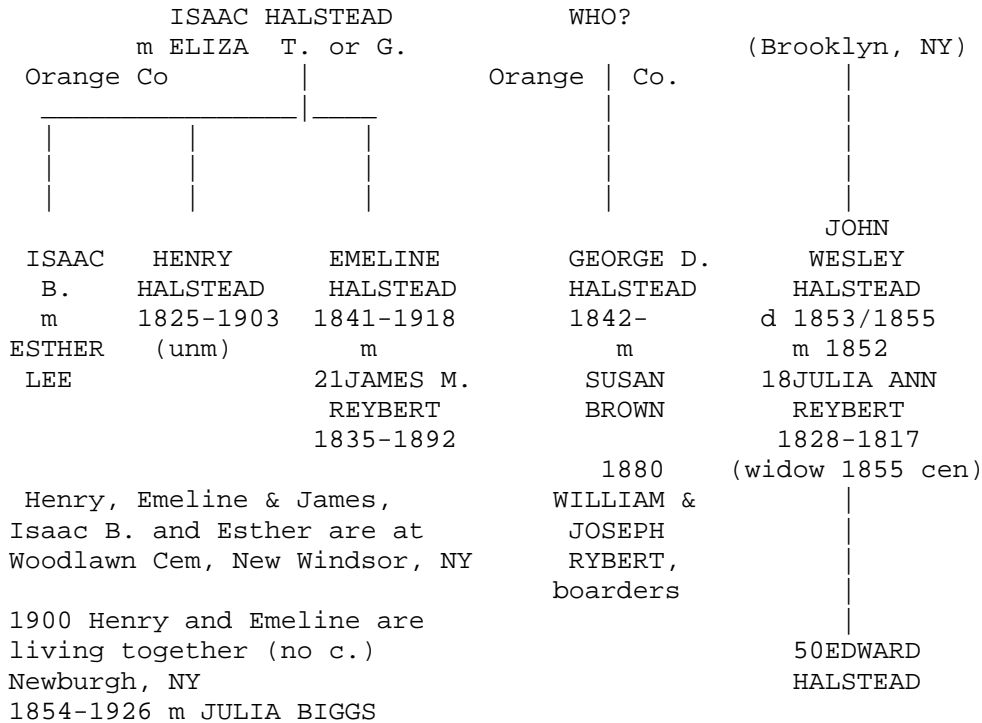 ISAAC HALSTEAD WHO?
m ELIZA T. or G. (Brooklyn, NY)
Orange Co | Orange | Co. |
________________|____ | |
| | | | |
| | | | |
| | | | |
JOHN
ISAAC HENRY EMELINE GEORGE D. WESLEY
B. HALSTEAD HALSTEAD HALSTEAD HALSTEAD
m 1825-1903 1841-1918 1842- d 1853/1855
ESTHER (unm) m m m 1852
LEE 21JAMES M. SUSAN 18JULIA ANN
REYBERT BROWN REYBERT
1835-1892 1828-1817
1880 (widow 1855 cen)
Henry, Emeline & James, WILLIAM & |
Isaac B. and Esther are at JOSEPH |
Woodlawn Cem, New Windsor, NY RYBERT, |
boarders |
1900 Henry and Emeline are |
living together (no c.) 50EDWARD
Newburgh, NY HALSTEAD
1854-1926 m JULIA BIGGS